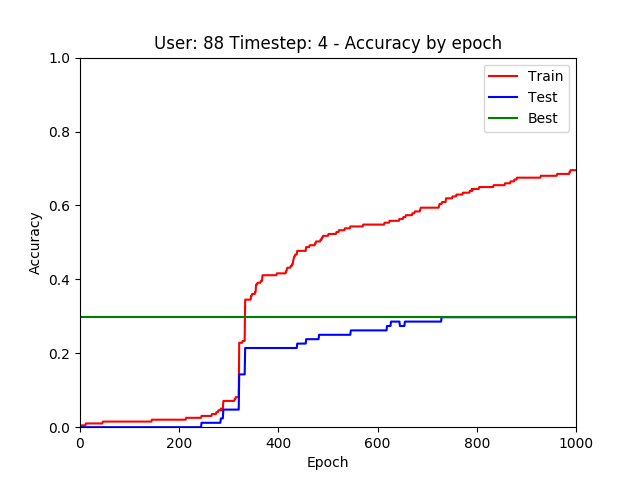 User: 88 Timestep: 4 - Accuracy by epoch
1.0
0.8
0.6
0.4
0.2
0.0
Accuracy
Train
Test
Best
0 200 400 600 800 1000
Epoch